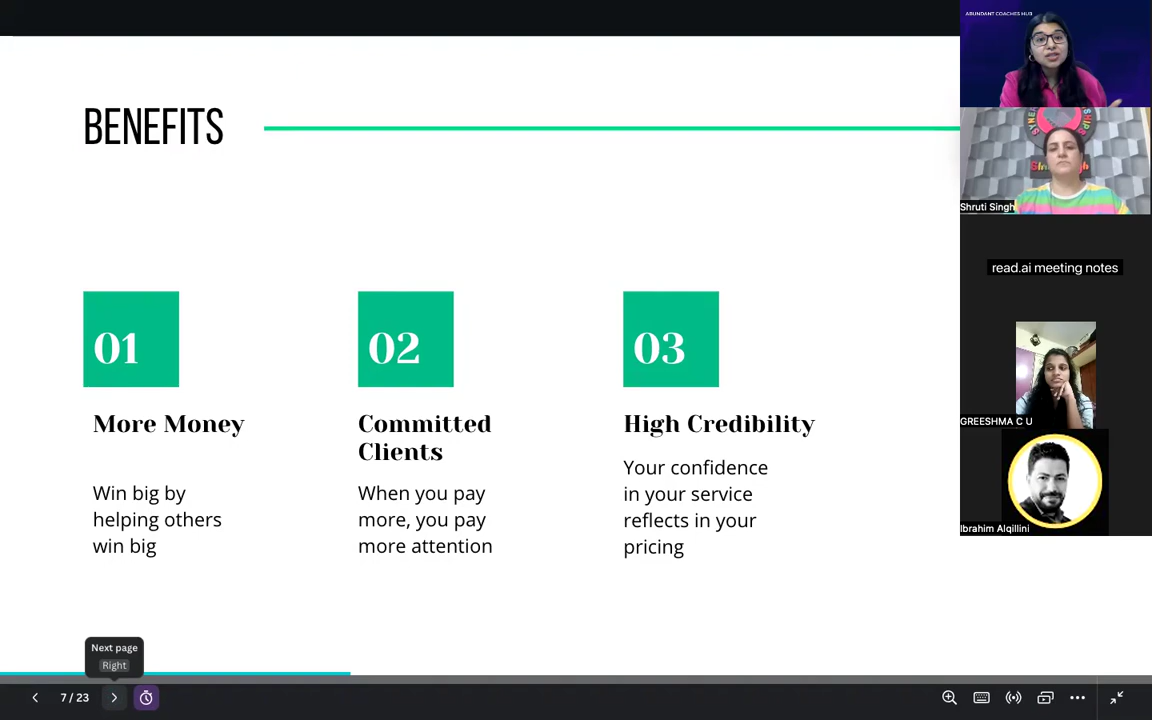 ABUNDANT COACHES HUB
BENEFITS
01
More Money
Win big by
helping others
win big
02
Committed
Clients
When you pay
more, you pay
more attention
03
High Credibility
Your confidence
in your service
reflects in your
pricing
Shruti Singh
read.ai meeting notes
GREESHMA C U
Ibrahim Alqillini
Next page
Right
7 / 23